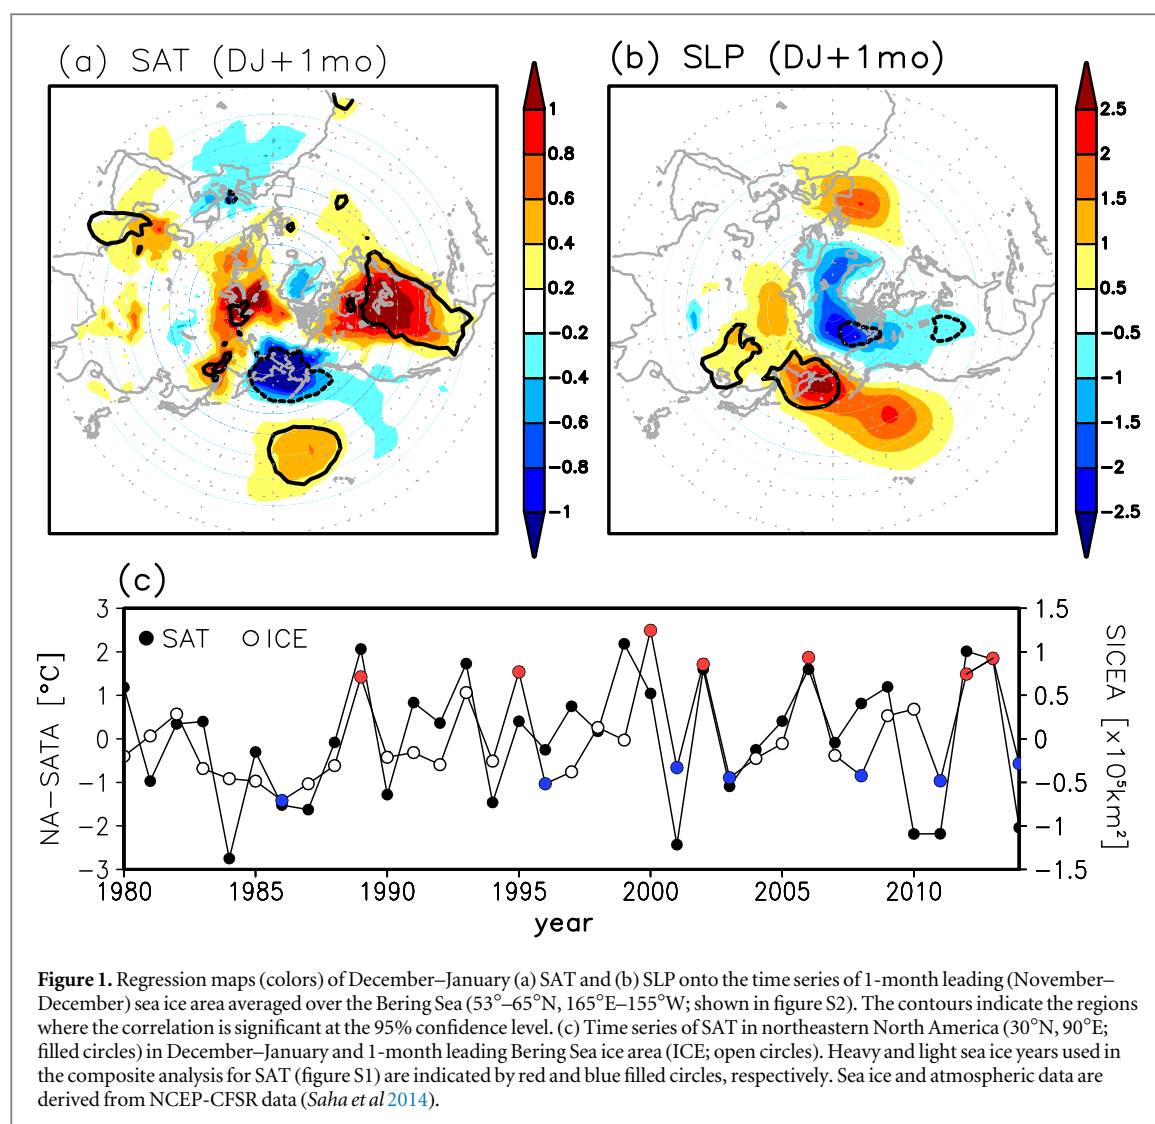 (a) SAT (DJ+1mo)
(b) SLP (DJ+1mo)
1
0.8
0.6
0.4
0.2
−0.2
−0.4
−0.6
−0.8
−1
2.5
2
1.5
1
0.5
−0.5
−1
−1.5
−2
−2.5
(c)
SAT ICE
NA−SATA [°C]
3
2
1
0
−1
−2
−3
1.5
1
0.5
0
−0.5
−1
−1.5
SICEA [x10⁵km²]
1980 1985 1990 1995 2000 2005 2010
year
Figure 1. Regression maps (colors) of December–January (a) SAT and (b) SLP onto the time series of 1-month leading (November–
December) sea ice area averaged over the Bering Sea (53°–65°N, 165°E–155°W; shown in figure S2). The contours indicate the regions
where the correlation is significant at the 95% confidence level. (c) Time series of SAT in northeastern North America (30°N, 90°E;
filled circles) in December–January and 1-month leading Bering Sea ice area (ICE; open circles). Heavy and light sea ice years used in
the composite analysis for SAT (figure S1) are indicated by red and blue filled circles, respectively. Sea ice and atmospheric data are
derived from NCEP-CFSR data (Saha et al 2014).